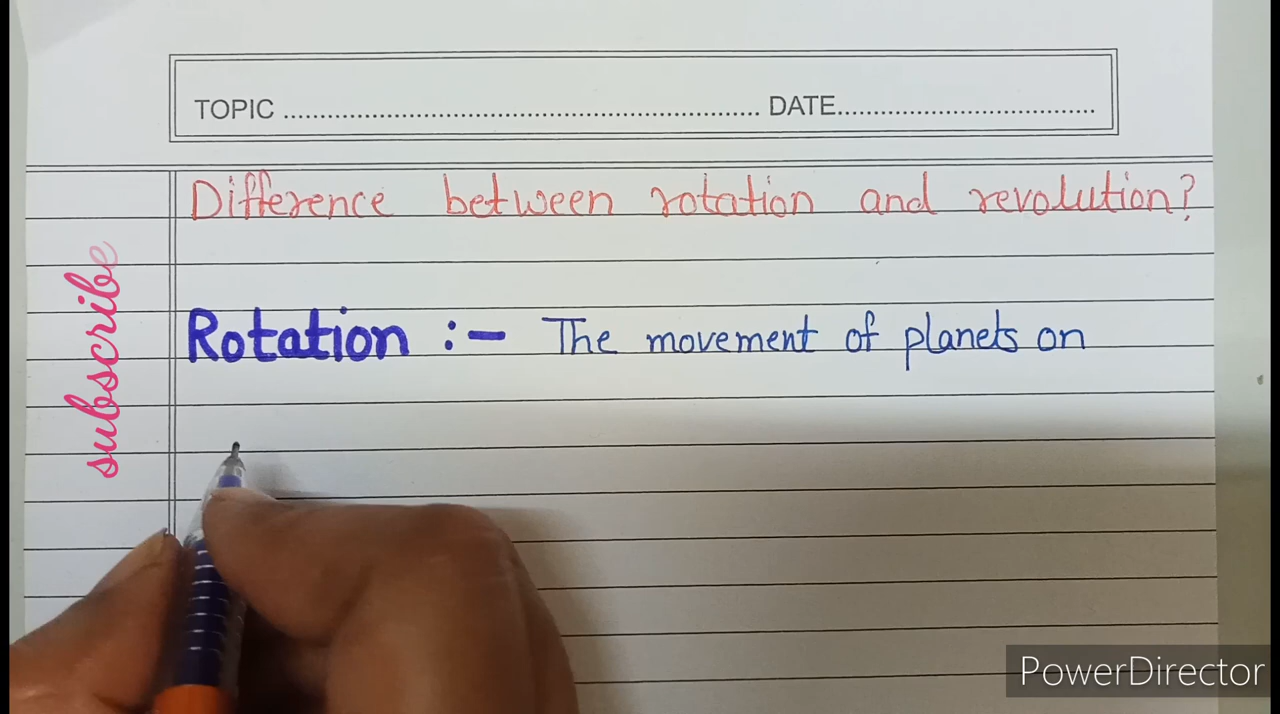 TOPIC ................................................................ DATE...................................
Difference between rotation and revolution?
Rotation :- The movement of planets on
subscribe
PowerDirector